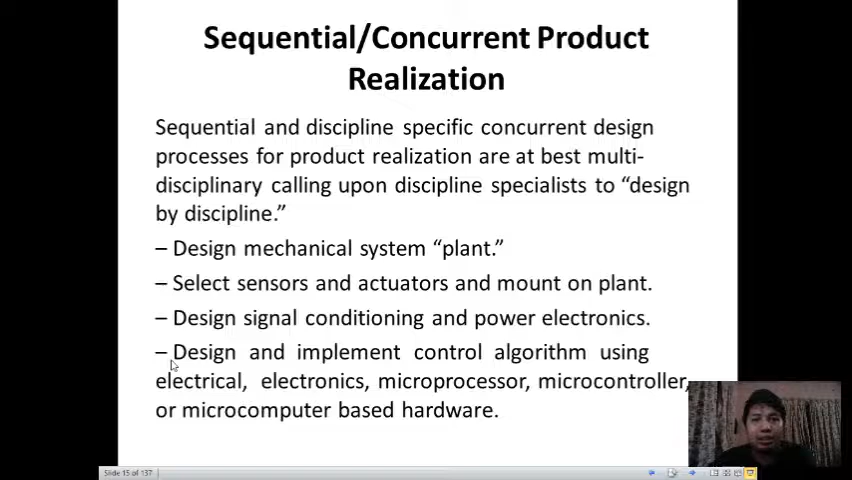 Sequential/Concurrent Product
Realization
Sequential and discipline specific concurrent design
processes for product realization are at best multi-
disciplinary calling upon discipline specialists to “design
by discipline.”
– Design mechanical system “plant.”
– Select sensors and actuators and mount on plant.
– Design signal conditioning and power electronics.
– Design and implement control algorithm using
electrical, electronics, microprocessor, microcontroller,
or microcomputer based hardware.
Slide 15 of 137